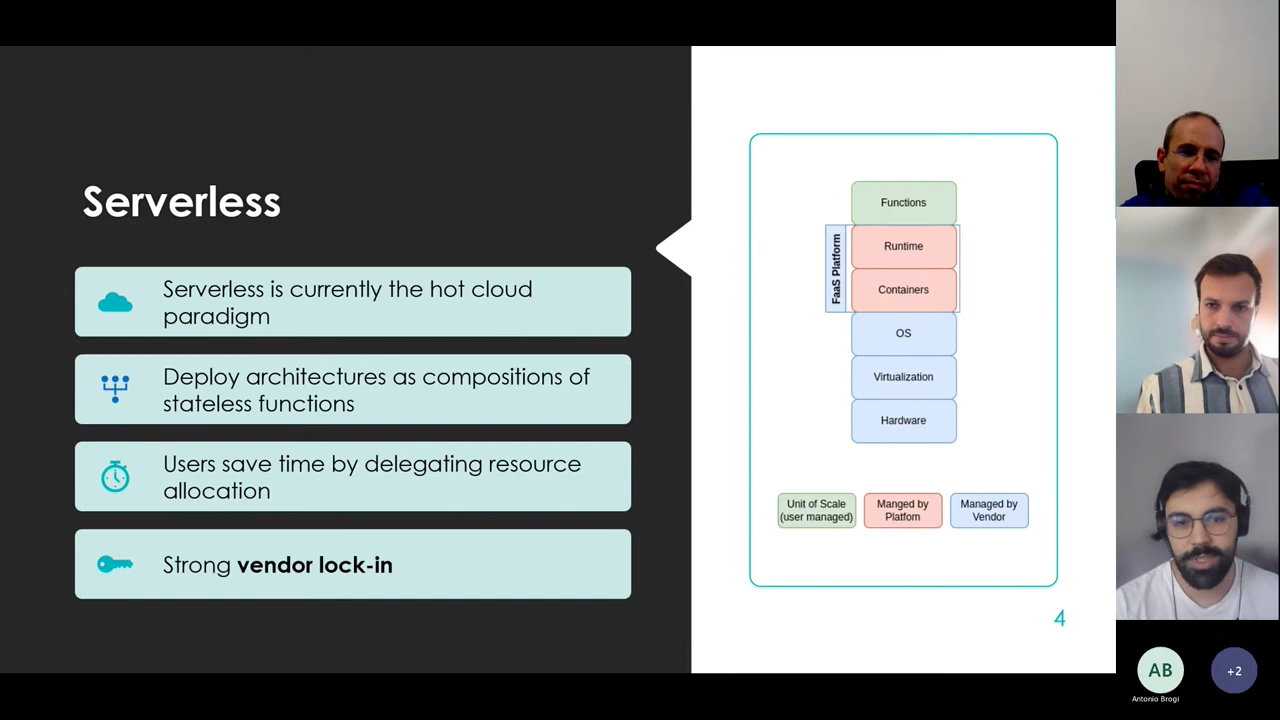 Serverless
Serverless is currently the hot cloud
paradigm
Deploy architectures as compositions of
stateless functions
Users save time by delegating resource
allocation
Strong vendor lock-in
Functions
FaaS Platform
Runtime
Containers
OS
Virtualization
Hardware
Unit of Scale
(user managed)
Manged by
Platfom
Managed by
Vendor
4
AB
Antonio Brogi
+2